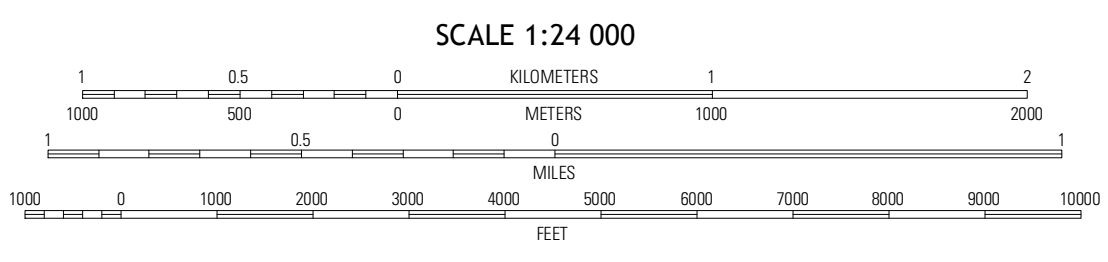 SCALE 1:24 000
1 0.5 0 KILOMETERS 1 2
1000 500 0 METERS 1000 2000
1 0.5 0 1
MILES
1000 0 1000 2000 3000 4000 5000 6000 7000 8000 9000 10000
FEET